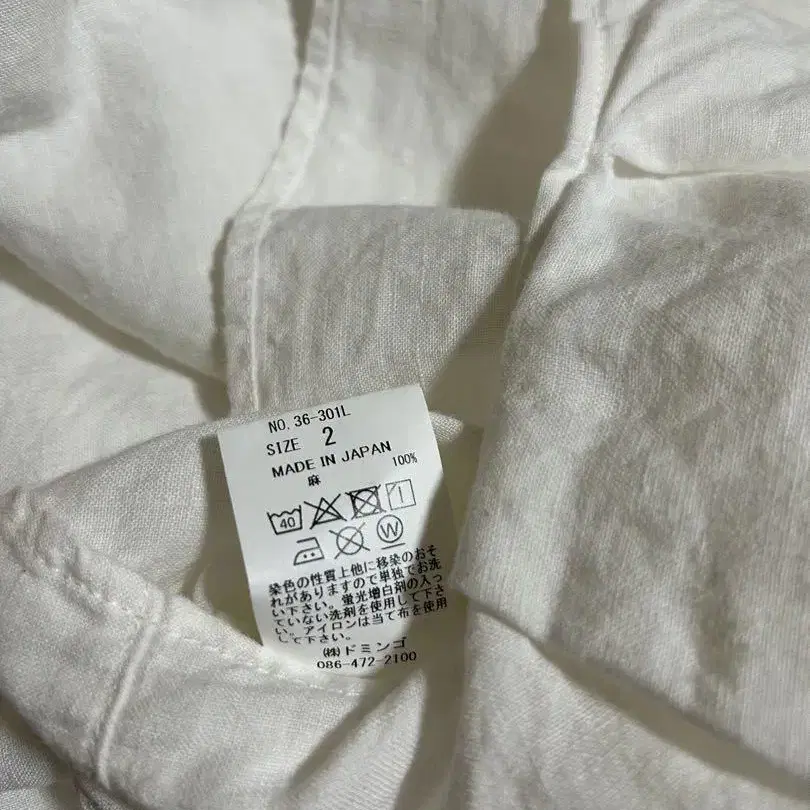 NO. 36-301L
SIZE 2
MADE IN JAPAN
麻 100%
40
W
染色の性質上他に移染のおそ
れがありますので単独でお洗
い下さい。蛍光増白剤の入っ
ていない洗剤を使用して下さ
い。アイロンは当て布を使用
して下さい。
㈱ドミンゴ
086-472-2100